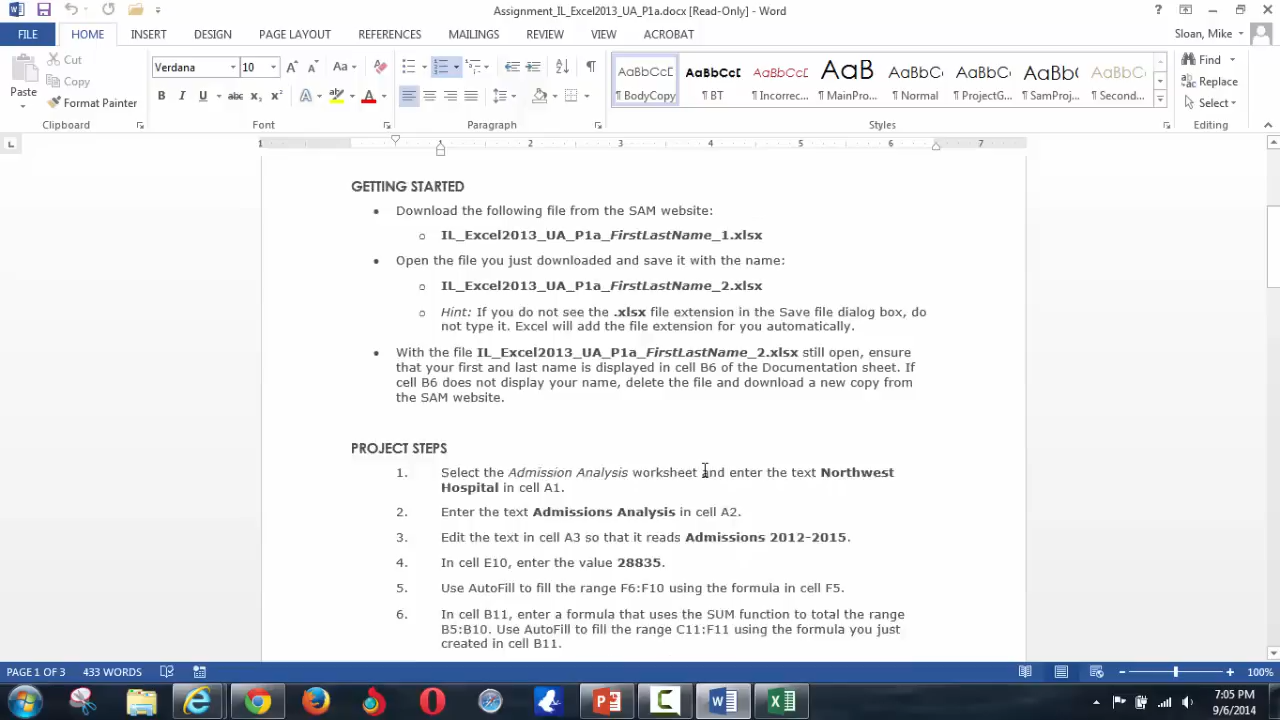 Assignment_IL_Excel2013_UA_P1a.docx [Read-Only] - Word
FILE HOME INSERT DESIGN PAGE LAYOUT REFERENCES MAILINGS REVIEW VIEW ACROBAT Sloan, Mike
Paste
Cut
Copy
Format Painter
Clipboard
Verdana 10
Font
Paragraph
AaBbCcD AaBbCcDd AaBbCcDd AaB AaBbCc AaBbCc AaBbC AaBbCc
¶ BodyCopy ¶ BT ¶ Incorrec... ¶ MainPro... ¶ Normal ¶ ProjectG... ¶ SamProj... ¶ Second...
Styles
Find
Replace
Select
Editing
1 1 2 3 4 5 6 7
GETTING STARTED
• Download the following file from the SAM website:
o IL_Excel2013_UA_P1a_FirstLastName_1.xlsx
• Open the file you just downloaded and save it with the name:
o IL_Excel2013_UA_P1a_FirstLastName_2.xlsx
o Hint: If you do not see the .xlsx file extension in the Save file dialog box, do
not type it. Excel will add the file extension for you automatically.
• With the file IL_Excel2013_UA_P1a_FirstLastName_2.xlsx still open, ensure
that your first and last name is displayed in cell B6 of the Documentation sheet. If
cell B6 does not display your name, delete the file and download a new copy from
the SAM website.
PROJECT STEPS
1. Select the Admission Analysis worksheet and enter the text Northwest
Hospital in cell A1.
2. Enter the text Admissions Analysis in cell A2.
3. Edit the text in cell A3 so that it reads Admissions 2012-2015.
4. In cell E10, enter the value 28835.
5. Use AutoFill to fill the range F6:F10 using the formula in cell F5.
6. In cell B11, enter a formula that uses the SUM function to total the range
B5:B10. Use AutoFill to fill the range C11:F11 using the formula you just
created in cell B11.
PAGE 1 OF 3 433 WORDS 100%
7:05 PM
9/6/2014